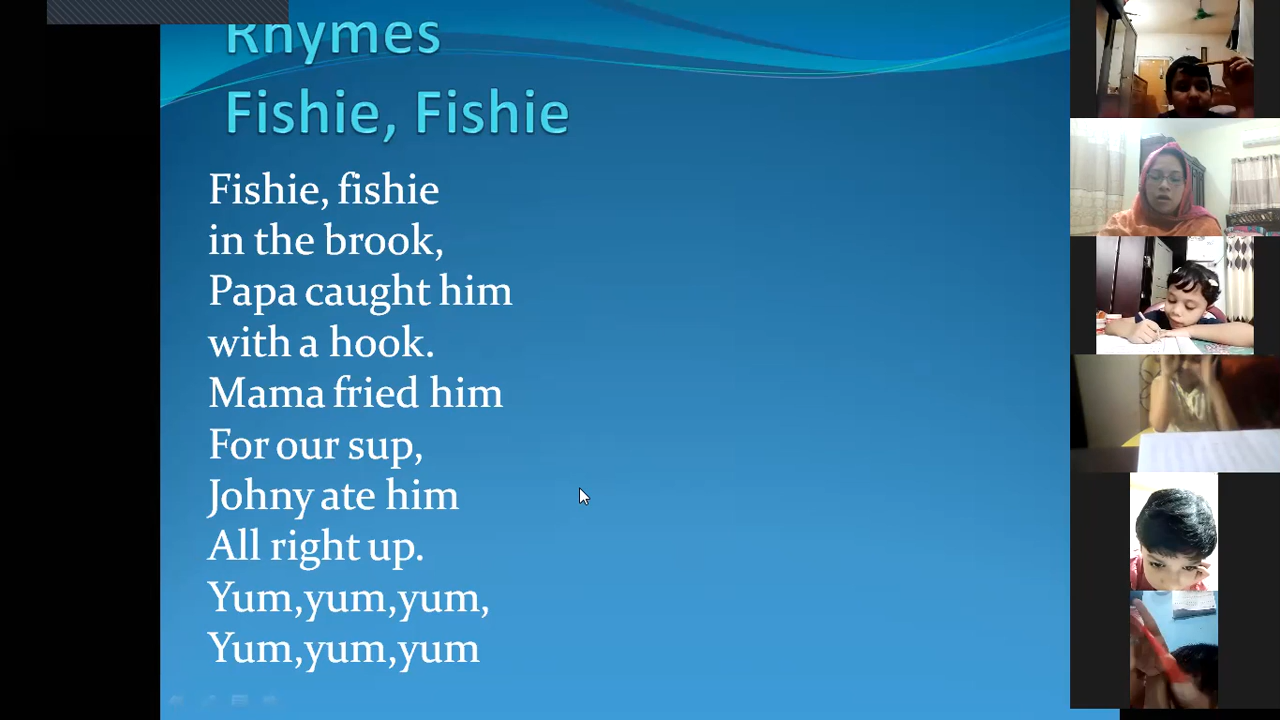 Rhymes
Fishie, Fishie
Fishie, fishie
in the brook,
Papa caught him
with a hook.
Mama fried him
For our sup,
Johny ate him
All right up.
Yum,yum,yum,
Yum,yum,yum